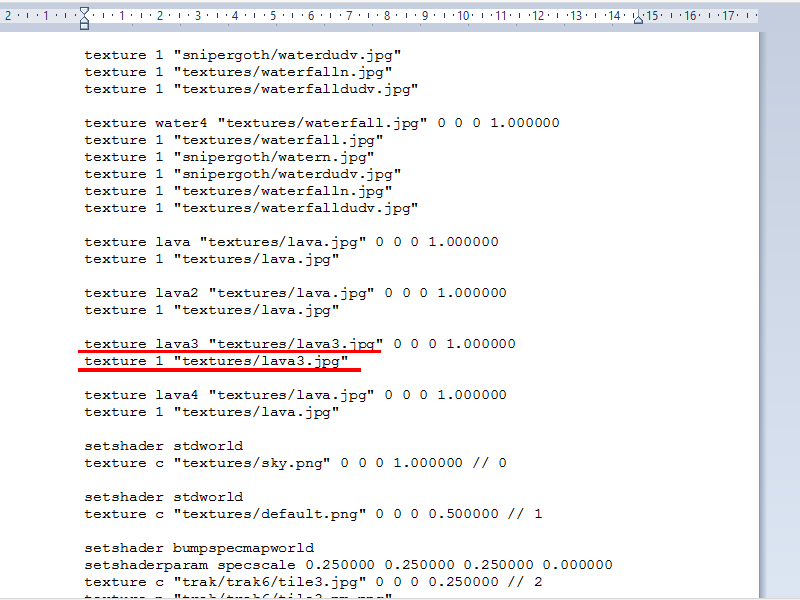 2 1 1 2 3 4 5 6 7 8 9 10 11 12 13 14 15 16 17
texture 1 "snipergoth/waterdudv.jpg"
texture 1 "textures/waterfalln.jpg"
texture 1 "textures/waterfalldudv.jpg"
texture water4 "textures/waterfall.jpg" 0 0 0 1.000000
texture 1 "textures/waterfall.jpg"
texture 1 "snipergoth/watern.jpg"
texture 1 "snipergoth/waterdudv.jpg"
texture 1 "textures/waterfalln.jpg"
texture 1 "textures/waterfalldudv.jpg"
texture lava "textures/lava.jpg" 0 0 0 1.000000
texture 1 "textures/lava.jpg"
texture lava2 "textures/lava.jpg" 0 0 0 1.000000
texture 1 "textures/lava.jpg"
texture lava3 "textures/lava3.jpg" 0 0 0 1.000000
texture 1 "textures/lava3.jpg"
texture lava4 "textures/lava.jpg" 0 0 0 1.000000
texture 1 "textures/lava.jpg"
setshader stdworld
texture c "textures/sky.png" 0 0 0 1.000000 // 0
setshader stdworld
texture c "textures/default.png" 0 0 0 0.500000 // 1
setshader bumpspecmapworld
setshaderparam specscale 0.250000 0.250000 0.250000 0.000000
texture c "trak/trak6/tile3.jpg" 0 0 0 0.250000 // 2